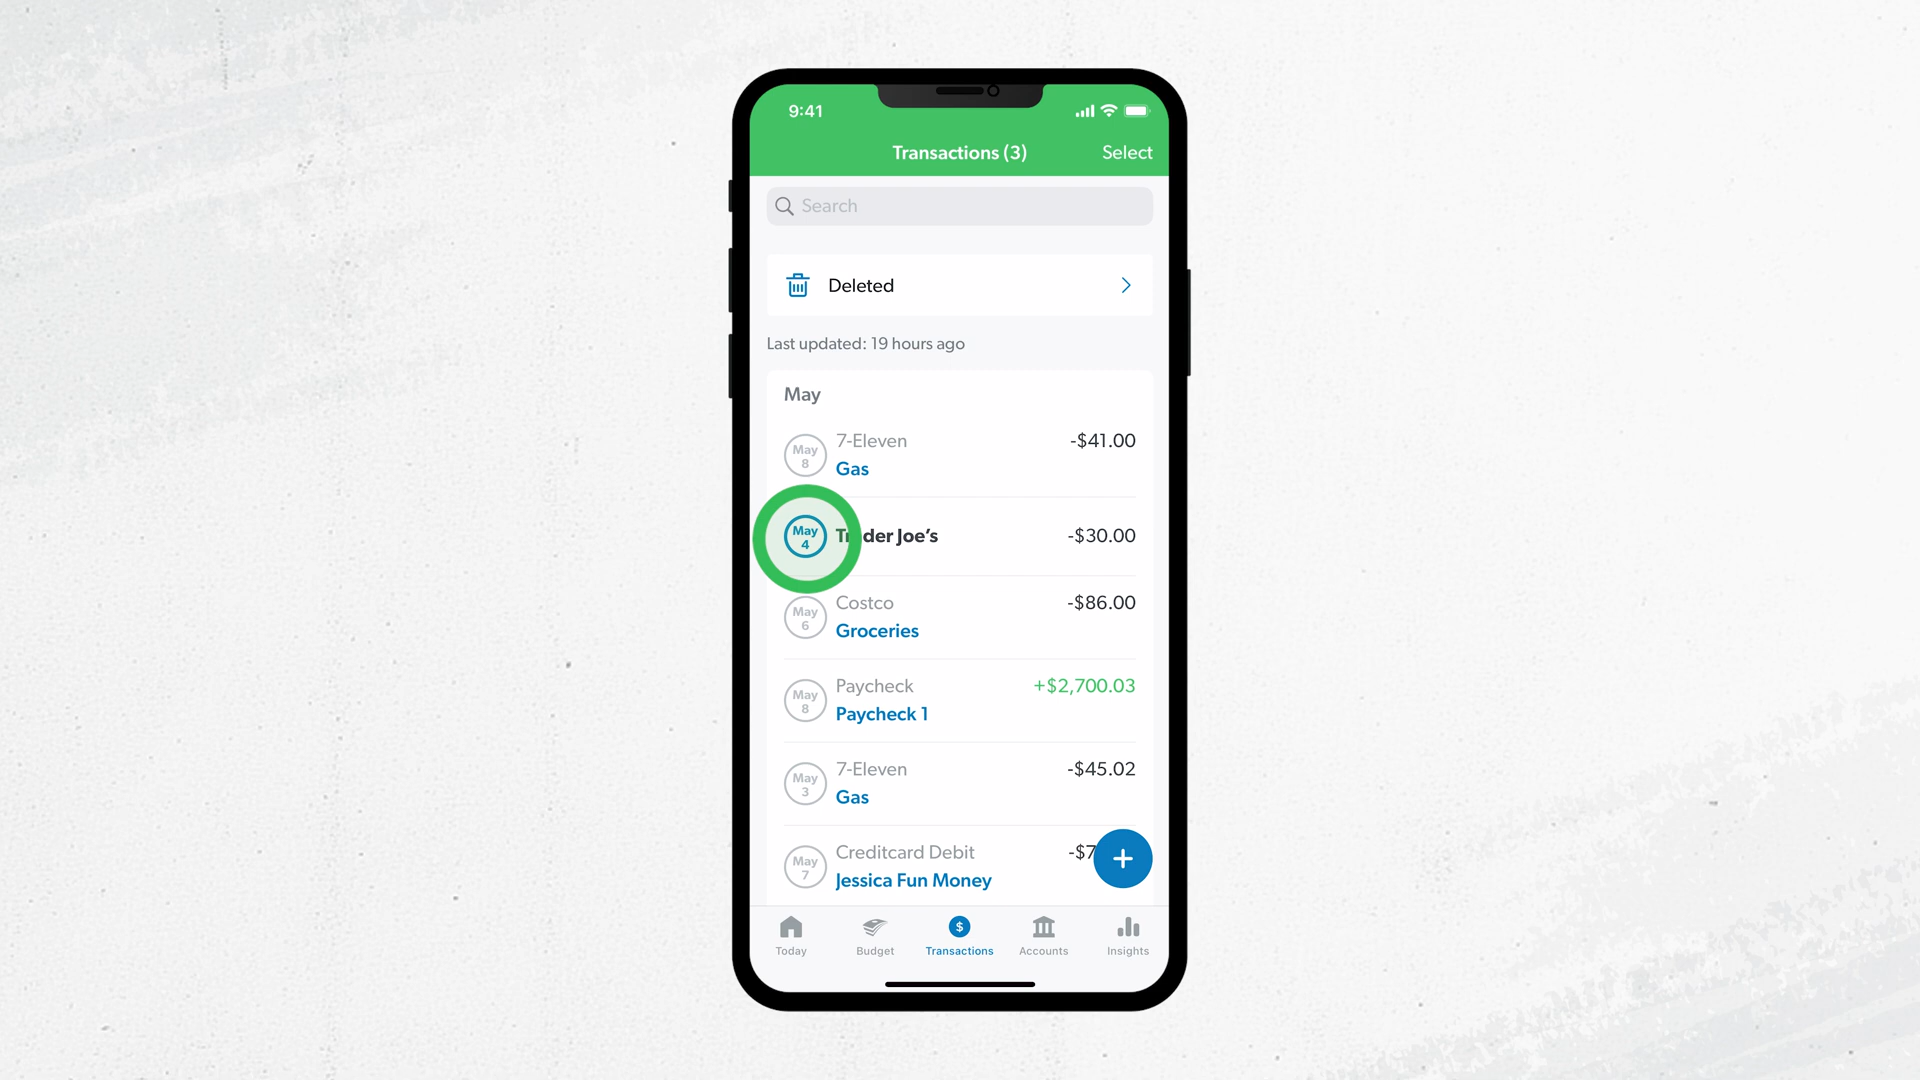 9:41
Transactions (3)
Select
Search
Deleted
Last updated: 19 hours ago
May
May 8
7-Eleven
-$41.00
Gas
May 4
Trader Joe's
-$30.00
May 6
Costco
-$86.00
Groceries
May 8
Paycheck
+$2,700.03
Paycheck 1
May 3
7-Eleven
-$45.02
Gas
May 7
Creditcard Debit
-$7
Jessica Fun Money
+
Today
Budget
$
Transactions
Accounts
Insights